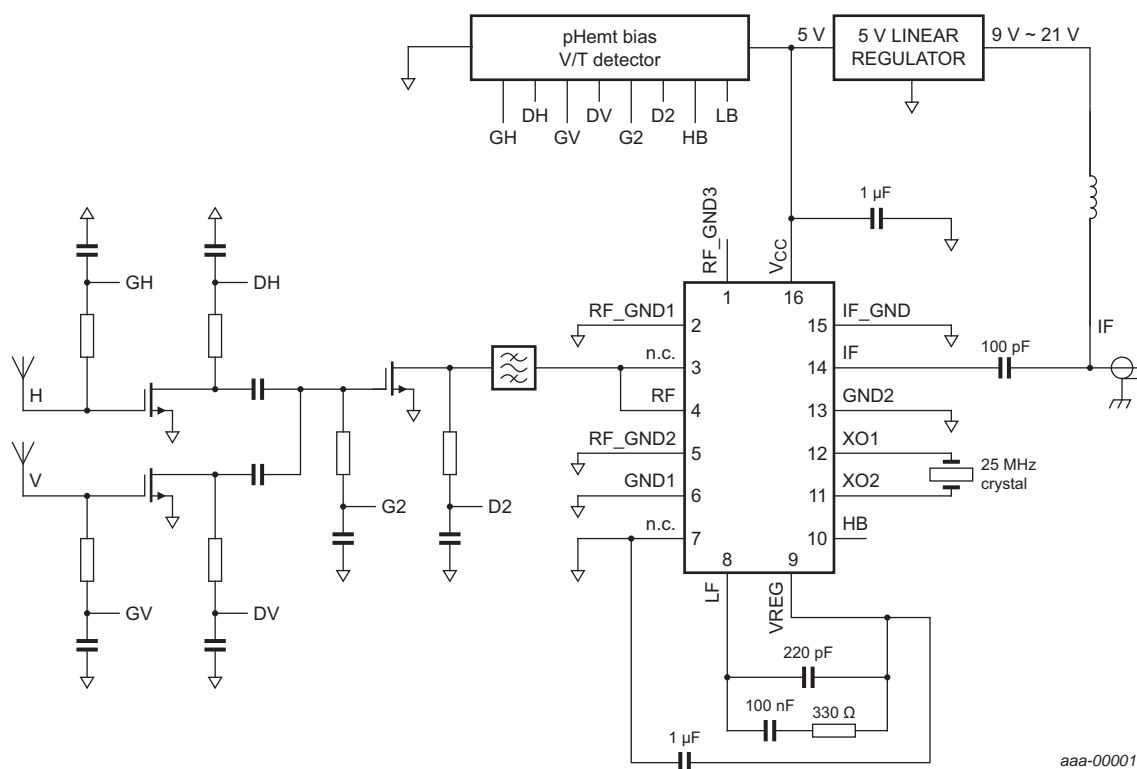 pHemt bias
V/T detector
5 V
5 V LINEAR
REGULATOR
9 V ~ 21 V
GH
DH
GV
DV
G2
D2
HB
LB
1 µF
RF_GND3
VCC
1
16
GH
DH
RF_GND1
2
15
IF_GND
n.c.
3
14
IF
100 pF
IF
H
RF
4
13
GND2
V
RF_GND2
5
12
XO1
25 MHz
crystal
GND1
6
11
XO2
G2
D2
n.c.
7
10
HB
8
9
LF
VREG
GV
DV
220 pF
100 nF
330 Ω
1 µF
aaa-00001